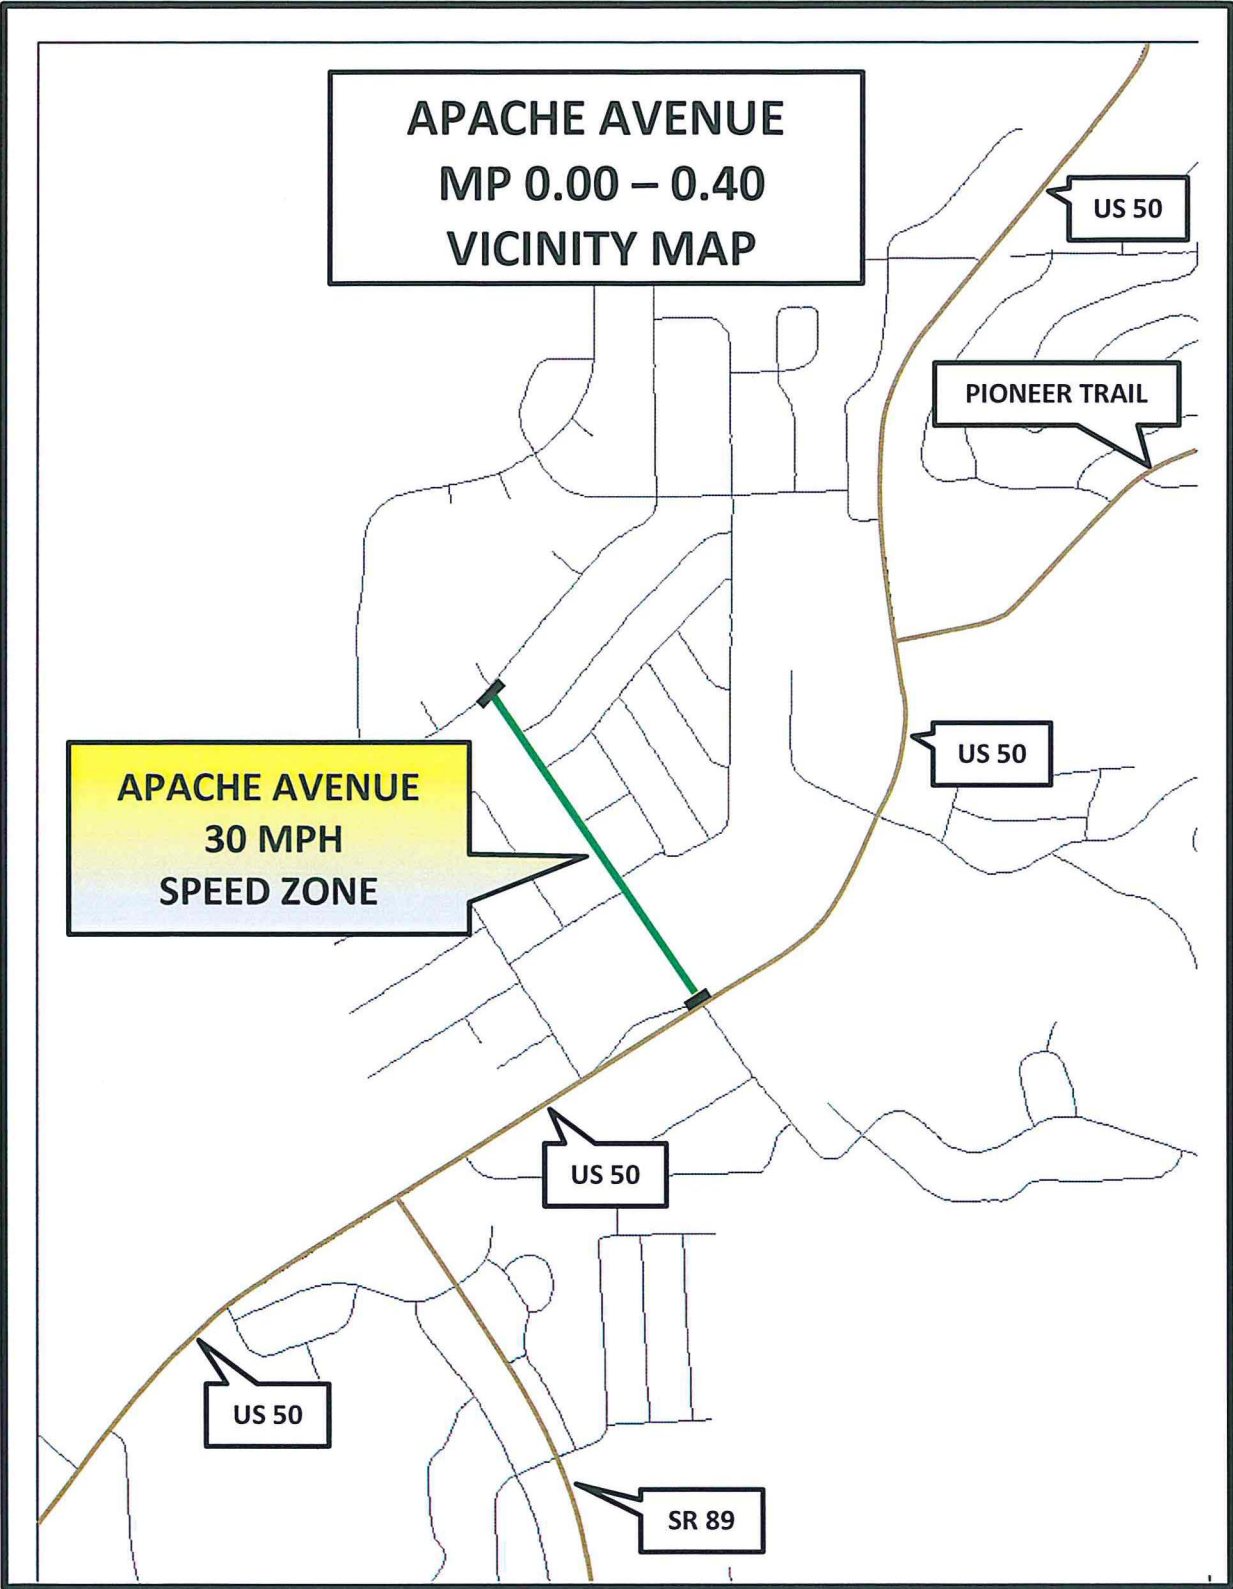 APACHE AVENUE
MP 0.00 – 0.40
VICINITY MAP
US 50
PIONEER TRAIL
US 50
APACHE AVENUE
30 MPH
SPEED ZONE
US 50
US 50
SR 89